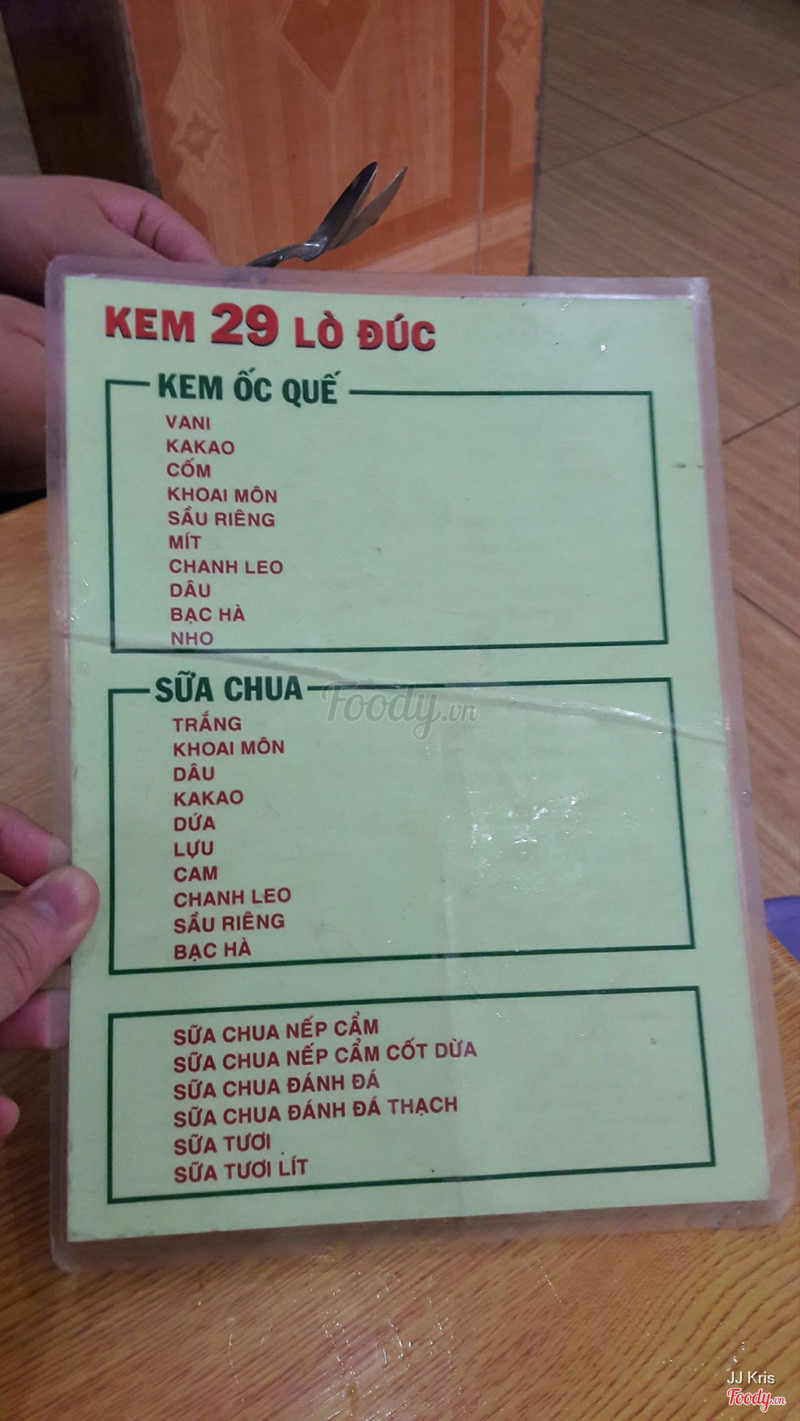 KEM 29 LÒ ĐÚC
KEM ỐC QUẾ
VANI
KAKAO
CỐM
KHOAI MÔN
SẦU RIÊNG
MÍT
CHANH LEO
DÂU
BẠC HÀ
NHO
SỮA CHUA
Foody.vn
TRẮNG
KHOAI MÔN
DÂU
KAKAO
DỨA
LỰU
CAM
CHANH LEO
SẦU RIÊNG
BẠC HÀ
SỮA CHUA NẾP CẨM
SỮA CHUA NẾP CẨM CỐT DỪA
SỮA CHUA ĐÁNH ĐÁ
SỮA CHUA ĐÁNH ĐÁ THẠCH
SỮA TƯƠI
SỮA TƯƠI LÍT
JJ Kris
Foody.vn